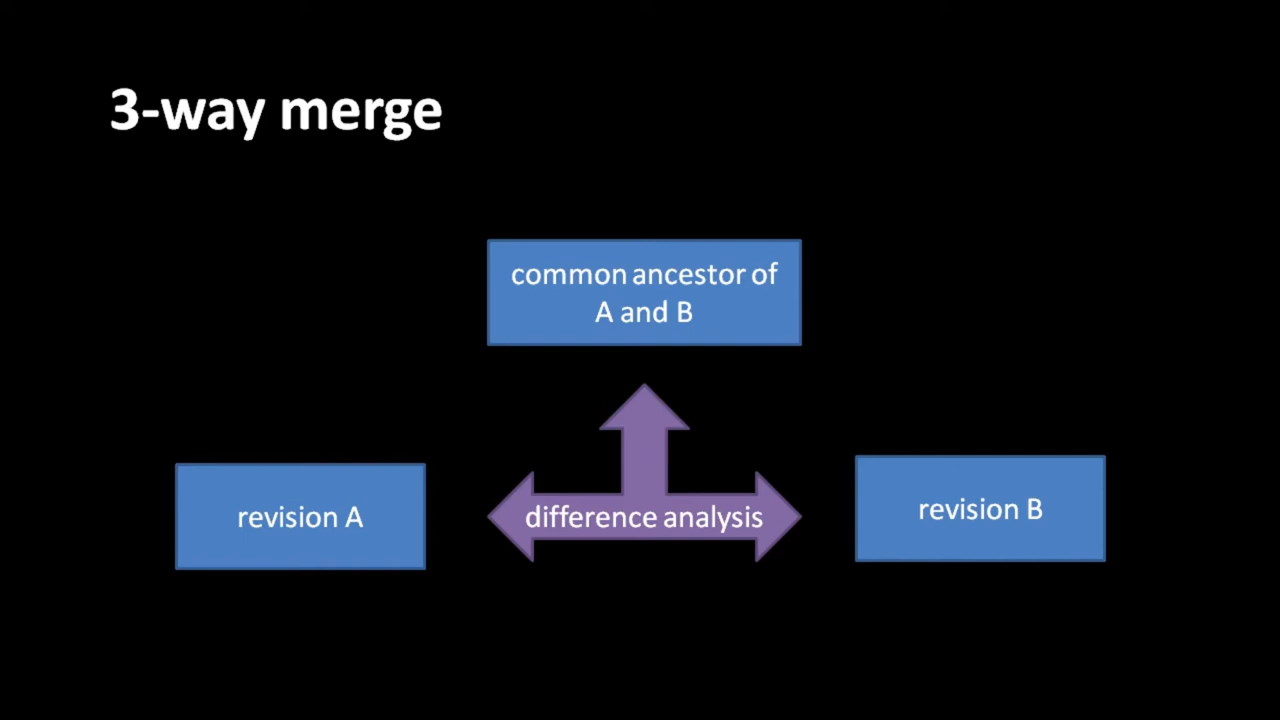 3-way merge
common ancestor of
A and B
revision A
difference analysis
revision B